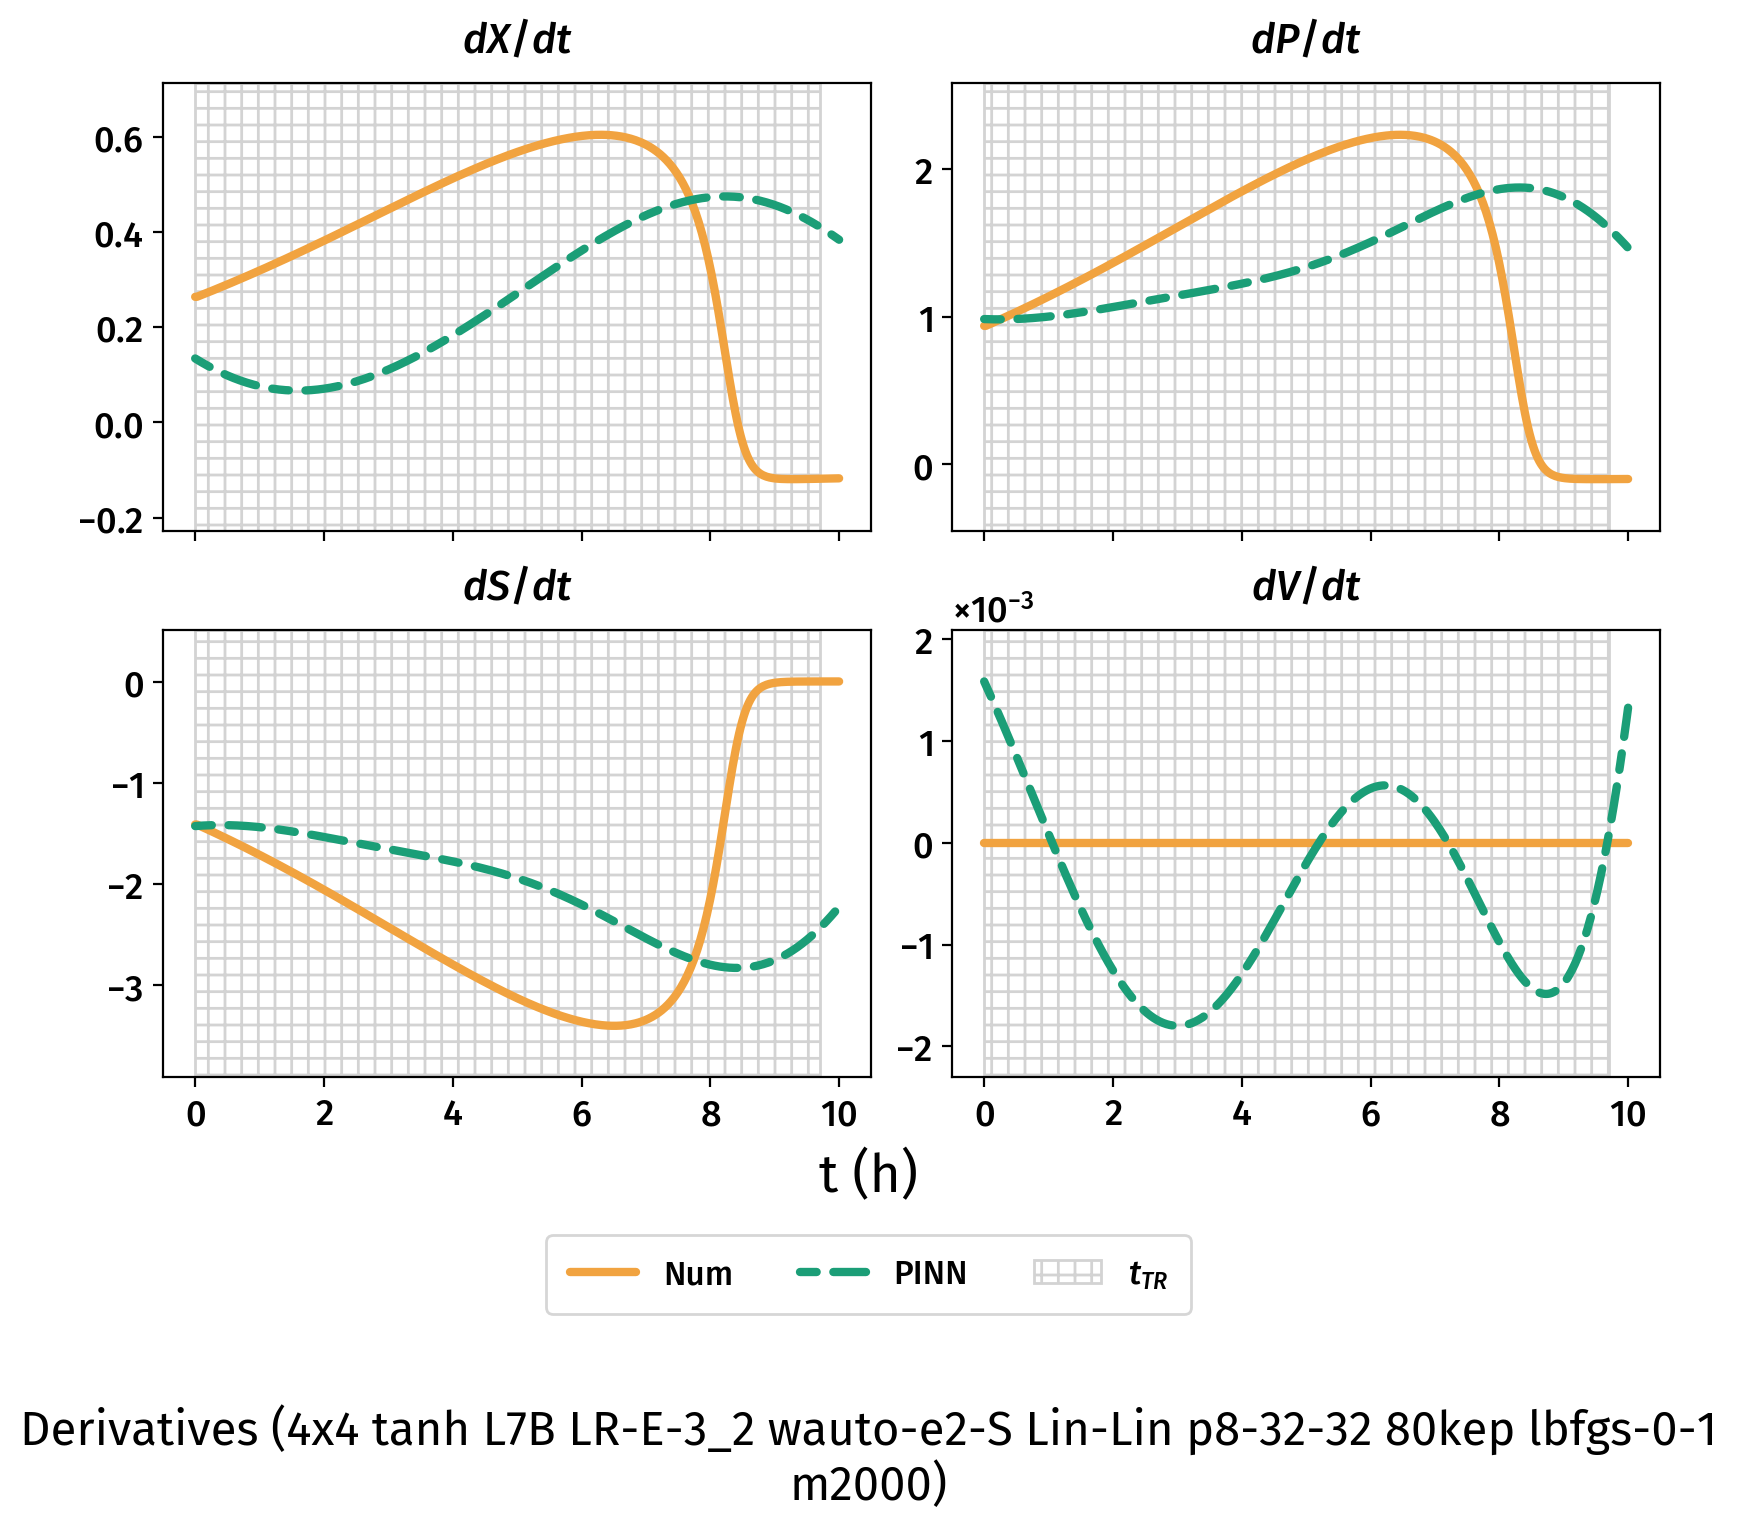 dX/dt
dP/dt
0.6
0.4
0.2
0.0
−0.2
2
1
0
dS/dt
dV/dt
×10⁻³
0
−1
−2
−3
2
1
0
−1
−2
0 2 4 6 8 10
0 2 4 6 8 10
t (h)
Num PINN t_TR
Derivatives (4x4 tanh L7B LR-E-3_2 wauto-e2-S Lin-Lin p8-32-32 80kep lbfgs-0-1
m2000)